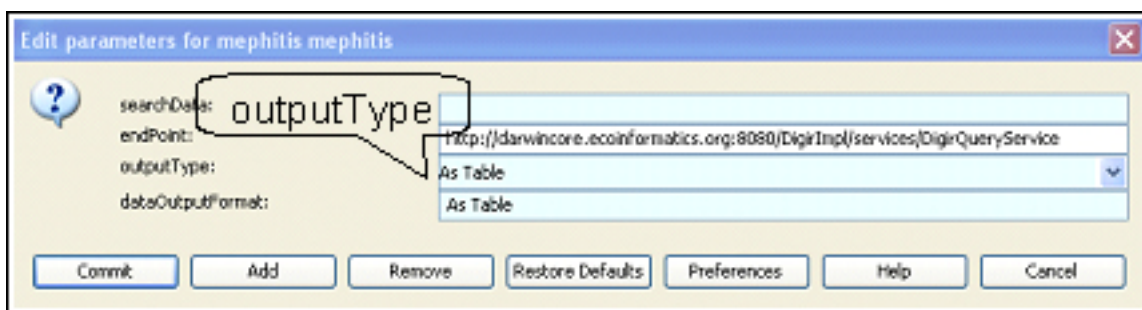 Edit parameters for mephitis mephitis
searchData:
outputType
endPoint:
http://darwincore.ecoinformatics.org:8080/DigirImpl/services/DigirQueryService
outputType:
As Table
dataOutputFormat:
As Table
Commit
Add
Remove
Restore Defaults
Preferences
Help
Cancel